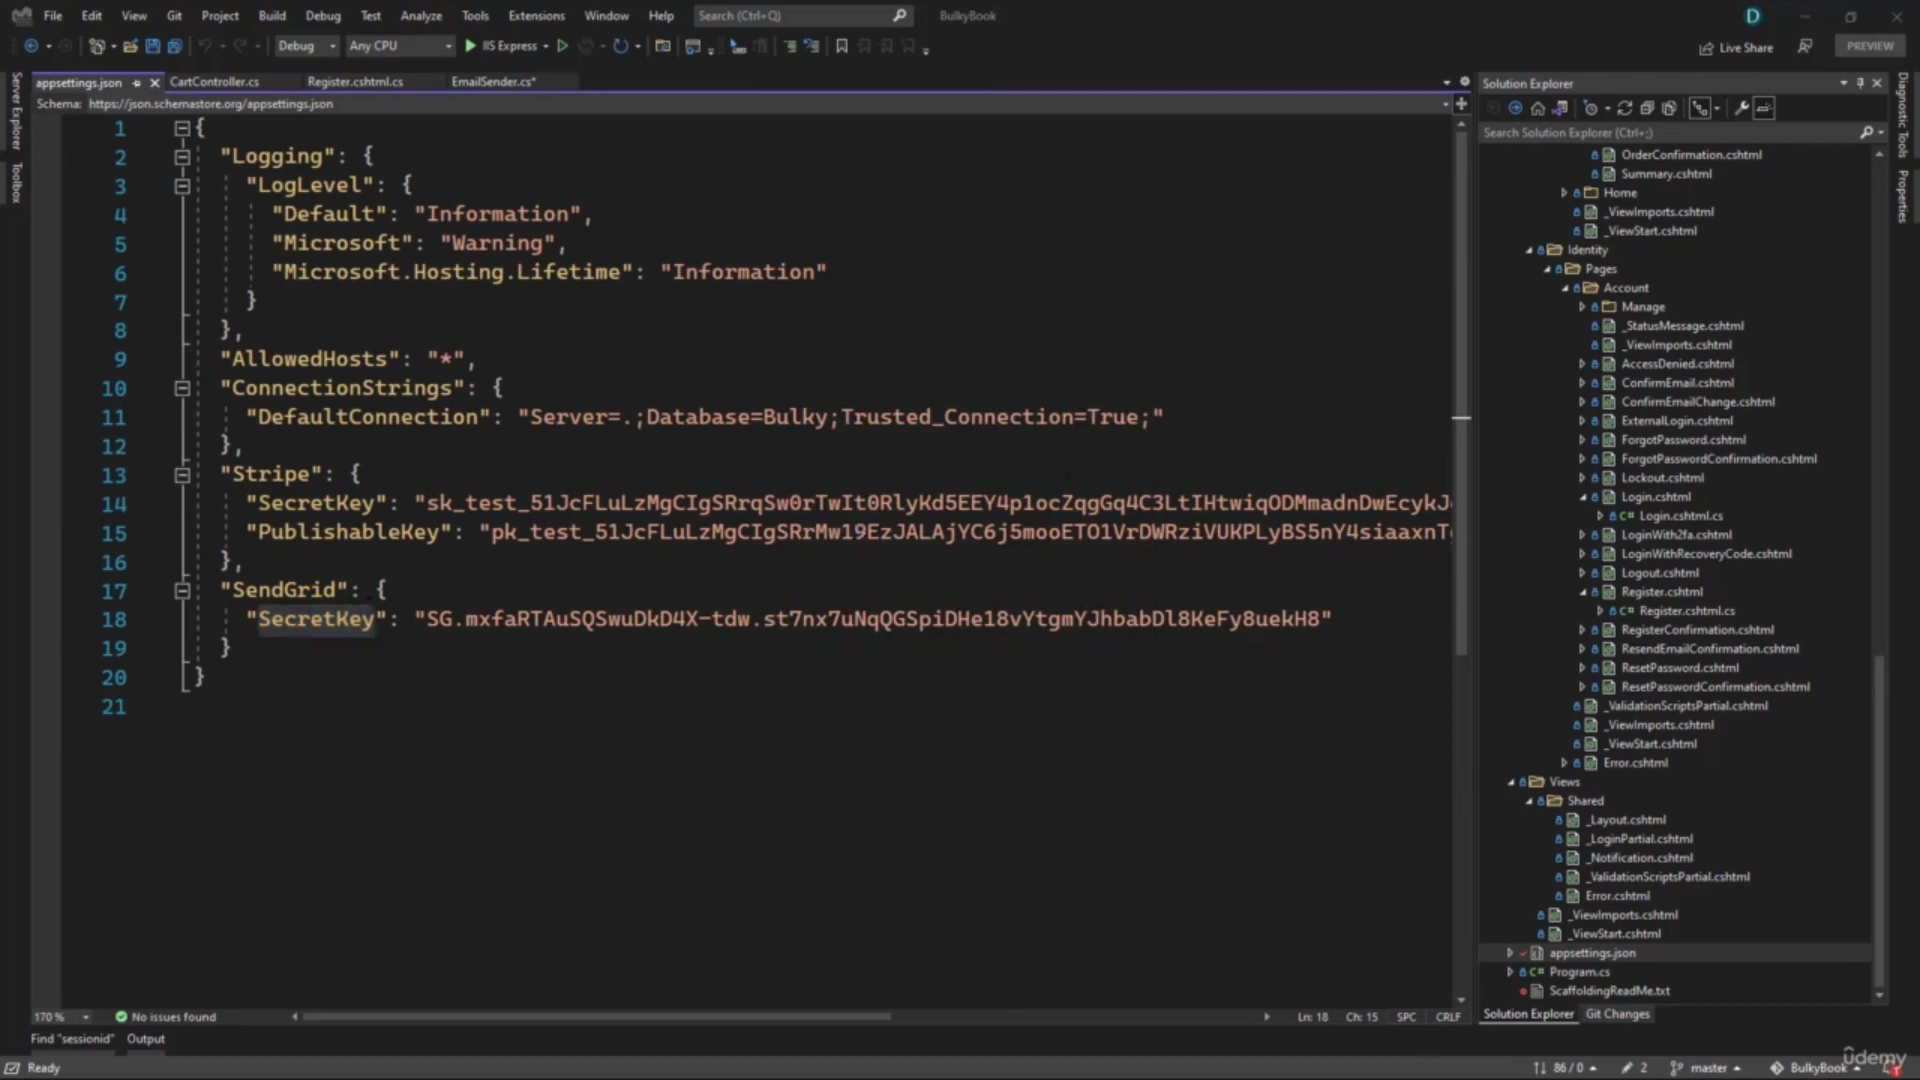 File Edit View Git Project Build Debug Test Analyze Tools Extensions Window Help Search (Ctrl+Q) BulkyBook D
Debug Any CPU IIS Express Live Share PREVIEW
appsettings.json CartController.cs Register.cshtml.cs EmailSender.cs*
Schema: https://json.schemastore.org/appsettings.json
Server Explorer
Toolbox
1 {
2 "Logging": {
3 "LogLevel": {
4 "Default": "Information",
5 "Microsoft": "Warning",
6 "Microsoft.Hosting.Lifetime": "Information"
7 }
8 },
9 "AllowedHosts": "*",
10 "ConnectionStrings": {
11 "DefaultConnection": "Server=.;Database=Bulky;Trusted_Connection=True;"
12 },
13 "Stripe": {
14 "SecretKey":
15 "PublishableKey":
16 },
17 "SendGrid": {
18 "SecretKey":
19 }
20 }
21
170 % No issues found Ln: 18 Ch: 15 SPC CRLF
Find "sessionid" Output
Solution Explorer
Search Solution Explorer (Ctrl+;)
OrderConfirmation.cshtml
Summary.cshtml
Home
_ViewImports.cshtml
_ViewStart.cshtml
Identity
Pages
Account
Manage
_StatusMessage.cshtml
_ViewImports.cshtml
AccessDenied.cshtml
ConfirmEmail.cshtml
ConfirmEmailChange.cshtml
ExternalLogin.cshtml
ForgotPassword.cshtml
ForgotPasswordConfirmation.cshtml
Lockout.cshtml
Login.cshtml
C# Login.cshtml.cs
LoginWith2fa.cshtml
LoginWithRecoveryCode.cshtml
Logout.cshtml
Register.cshtml
C# Register.cshtml.cs
RegisterConfirmation.cshtml
ResendEmailConfirmation.cshtml
ResetPassword.cshtml
ResetPasswordConfirmation.cshtml
_ValidationScriptsPartial.cshtml
_ViewImports.cshtml
_ViewStart.cshtml
Error.cshtml
Views
Shared
_Layout.cshtml
_LoginPartial.cshtml
_Notification.cshtml
_ValidationScriptsPartial.cshtml
Error.cshtml
_ViewImports.cshtml
_ViewStart.cshtml
appsettings.json
C# Program.cs
ScaffoldingReadMe.txt
Solution Explorer Git Changes
Diagnostic Tools
Properties
Ready 86 / 0 2 master BulkyBook 1
udemy